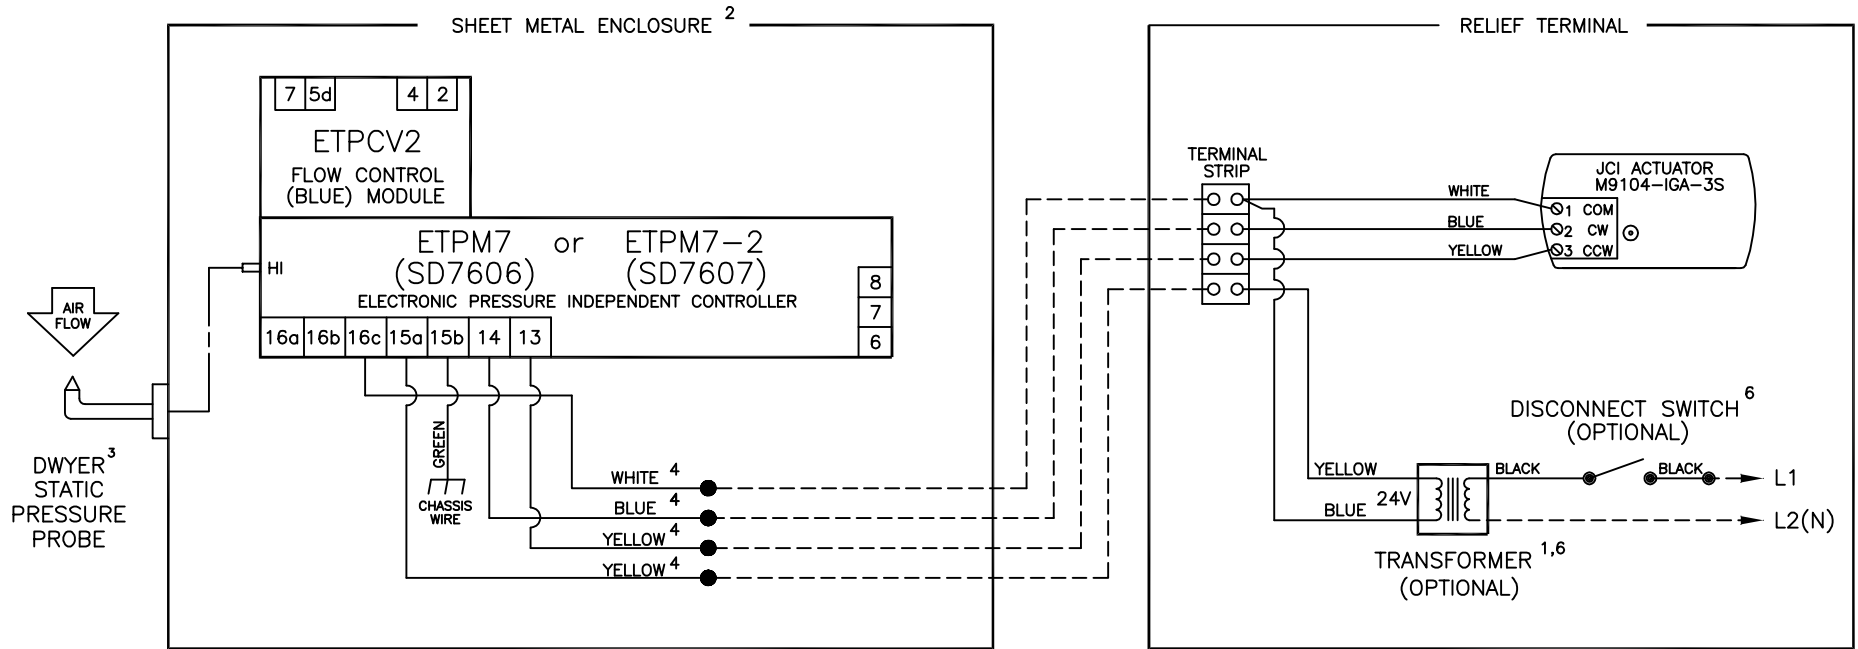 SHEET METAL ENCLOSURE 2
RELIEF TERMINAL
7 5d 4 2
ETPCV2
FLOW CONTROL
(BLUE) MODULE
ETPM7 or ETPM7-2
(SD7606) (SD7607)
ELECTRONIC PRESSURE INDEPENDENT CONTROLLER
HI
8
7
6
16a 16b 16c 15a 15b 14 13
AIR
FLOW
DWYER 3
STATIC
PRESSURE
PROBE
GREEN
CHASSIS
WIRE
WHITE 4
BLUE 4
YELLOW 4
YELLOW 4
TERMINAL
STRIP
WHITE
BLUE
YELLOW
JCI ACTUATOR
M9104-IGA-3S
1 COM
2 CW
3 CCW
DISCONNECT SWITCH 6
(OPTIONAL)
YELLOW
BLACK
BLACK
L1
24V
BLUE
L2(N)
TRANSFORMER 1,6
(OPTIONAL)